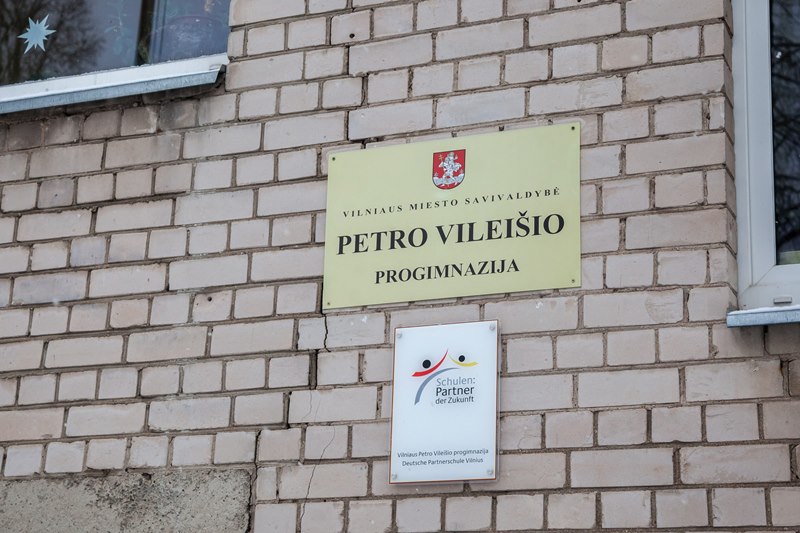 VILNIAUS MIESTO SAVIVALDYBĖ
PETRO VILEIŠIO
PROGIMNAZIJA
Schulen:
Partner
der Zukunft
Vilniaus Petro Vileišio progimnazija
Deutsche Partnerschule Vilnius